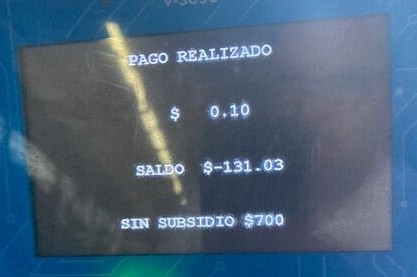 PAGO REALIZADO
$ 0.10
SALDO $-131.03
SIN SUBSIDIO $700